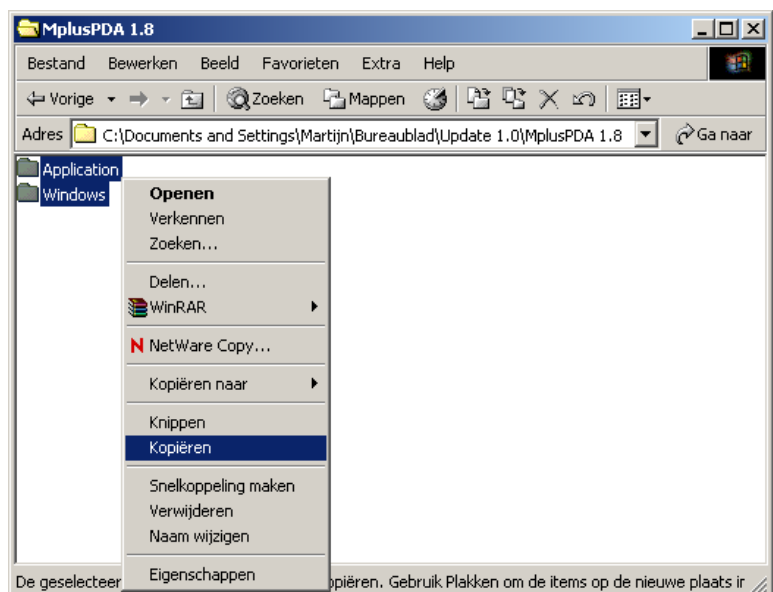 MplusPDA 1.8
Bestand Bewerken Beeld Favorieten Extra Help
Vorige Zoeken Mappen
Adres C:\Documents and Settings\Martijn\Bureaublad\Update 1.0\MplusPDA 1.8 Ga naar
Application
Windows
Openen
Verkennen
Zoeken...
Delen...
WinRAR
NetWare Copy...
Kopiëren naar
Knippen
Kopiëren
Snelkoppeling maken
Verwijderen
Naam wijzigen
Eigenschappen
De geselecteer opiëren. Gebruik Plakken om de items op de nieuwe plaats ir